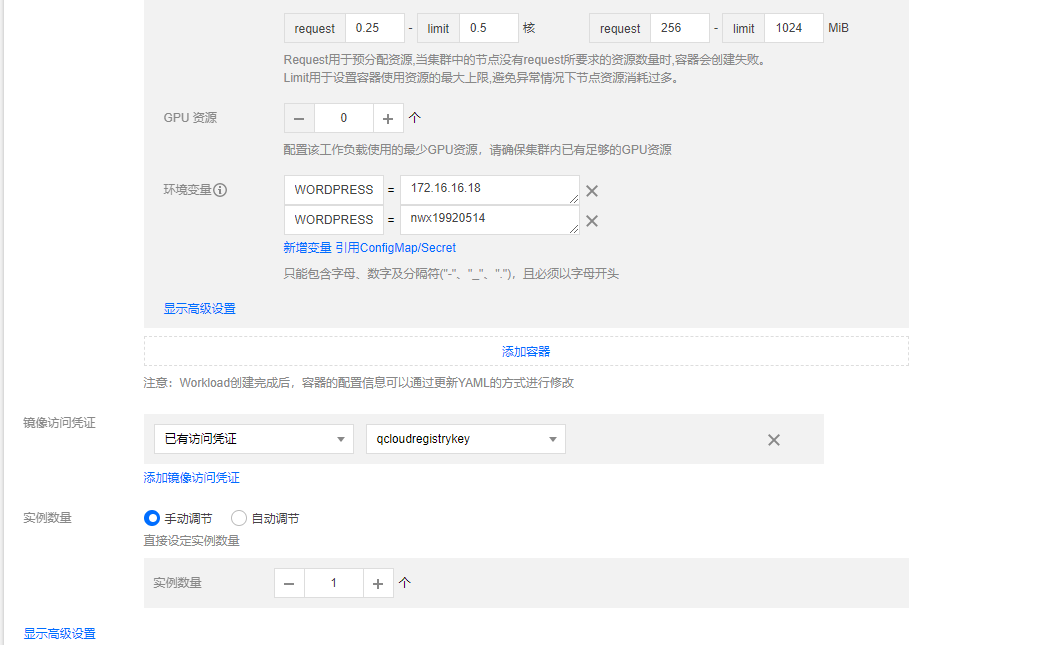 request 0.25 - limit 0.5 核 request 256 - limit 1024 MiB
Request用于预分配资源,当集群中的节点没有request所要求的资源数量时,容器会创建失败。
Limit用于设置容器使用资源的最大上限,避免异常情况下节点资源消耗过多。
GPU 资源 － 0 + 个
配置该工作负载使用的最少GPU资源，请确保集群内已有足够的GPU资源
环境变量 WORDPRESS = 172.16.16.18
WORDPRESS = nwx19920514
新增变量 引用ConfigMap/Secret
只能包含字母、数字及分隔符("-"、"_"、".")，且必须以字母开头
显示高级设置
添加容器
注意：Workload创建完成后，容器的配置信息可以通过更新YAML的方式进行修改
镜像访问凭证 已有访问凭证 qcloudregistrykey
添加镜像访问凭证
实例数量 手动调节 自动调节
直接设定实例数量
实例数量 － 1 + 个
显示高级设置